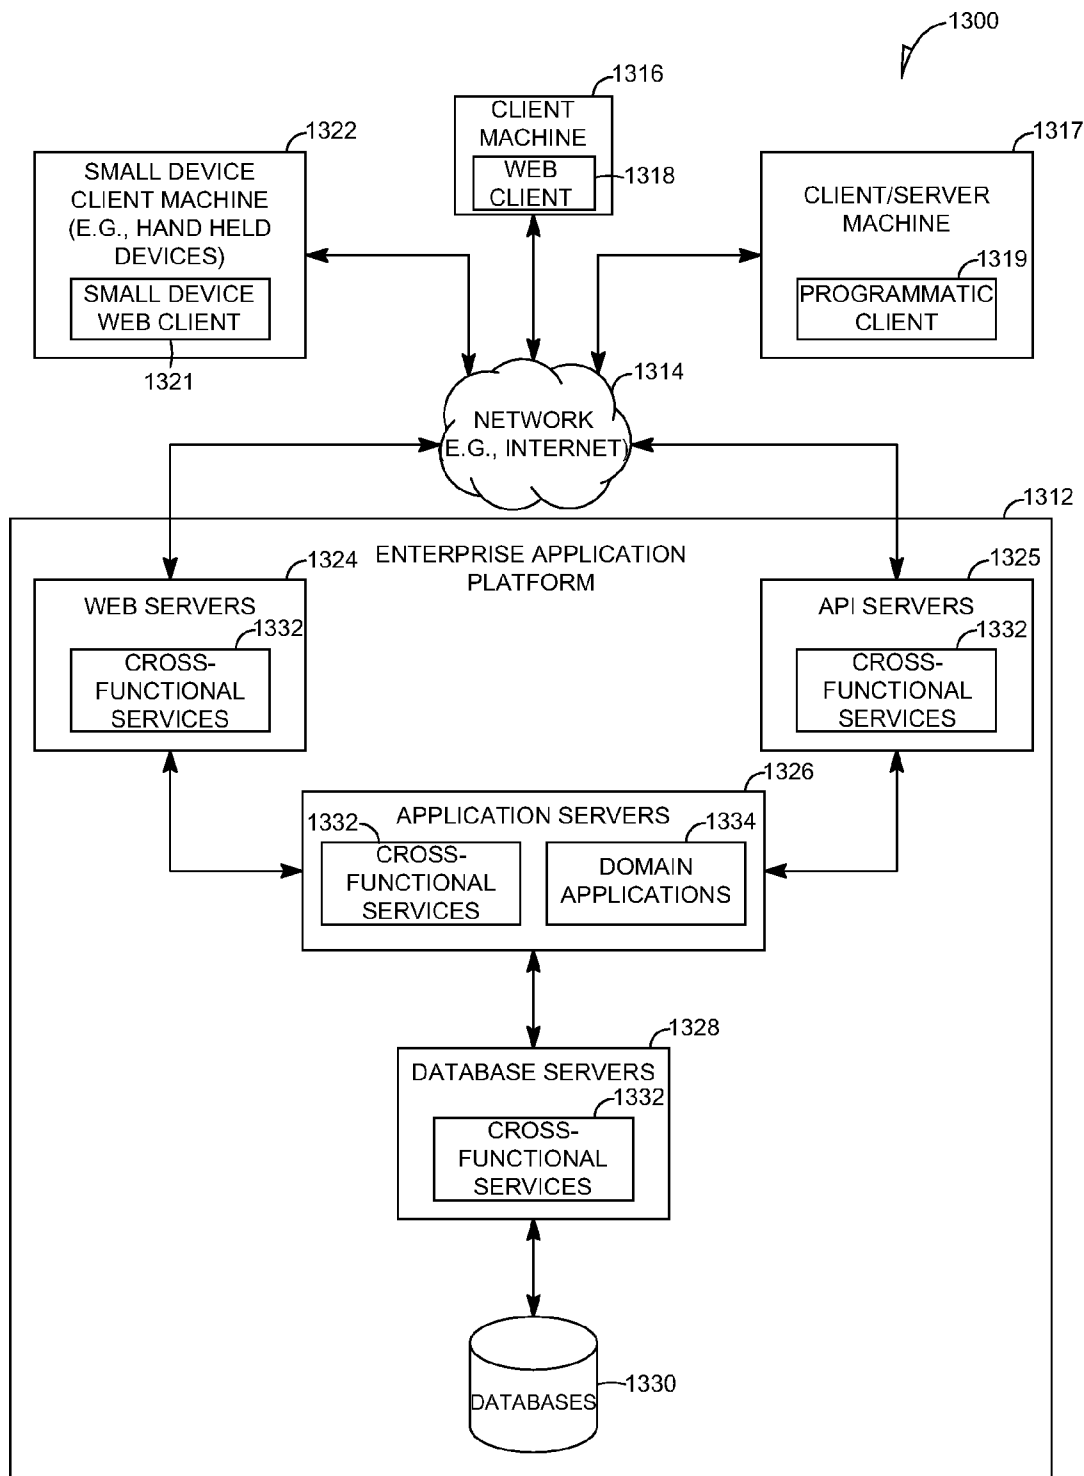 1300
1316
CLIENT
MACHINE
WEB
CLIENT
1318
1322
SMALL DEVICE
CLIENT MACHINE
(E.G., HAND HELD
DEVICES)
SMALL DEVICE
WEB CLIENT
1321
1317
CLIENT/SERVER
MACHINE
1319
PROGRAMMATIC
CLIENT
1314
NETWORK
(E.G., INTERNET)
1312
ENTERPRISE APPLICATION
PLATFORM
1324
WEB SERVERS
1332
CROSS-
FUNCTIONAL
SERVICES
1325
API SERVERS
1332
CROSS-
FUNCTIONAL
SERVICES
1326
APPLICATION SERVERS
1332
CROSS-
FUNCTIONAL
SERVICES
1334
DOMAIN
APPLICATIONS
1328
DATABASE SERVERS
1332
CROSS-
FUNCTIONAL
SERVICES
DATABASES
1330